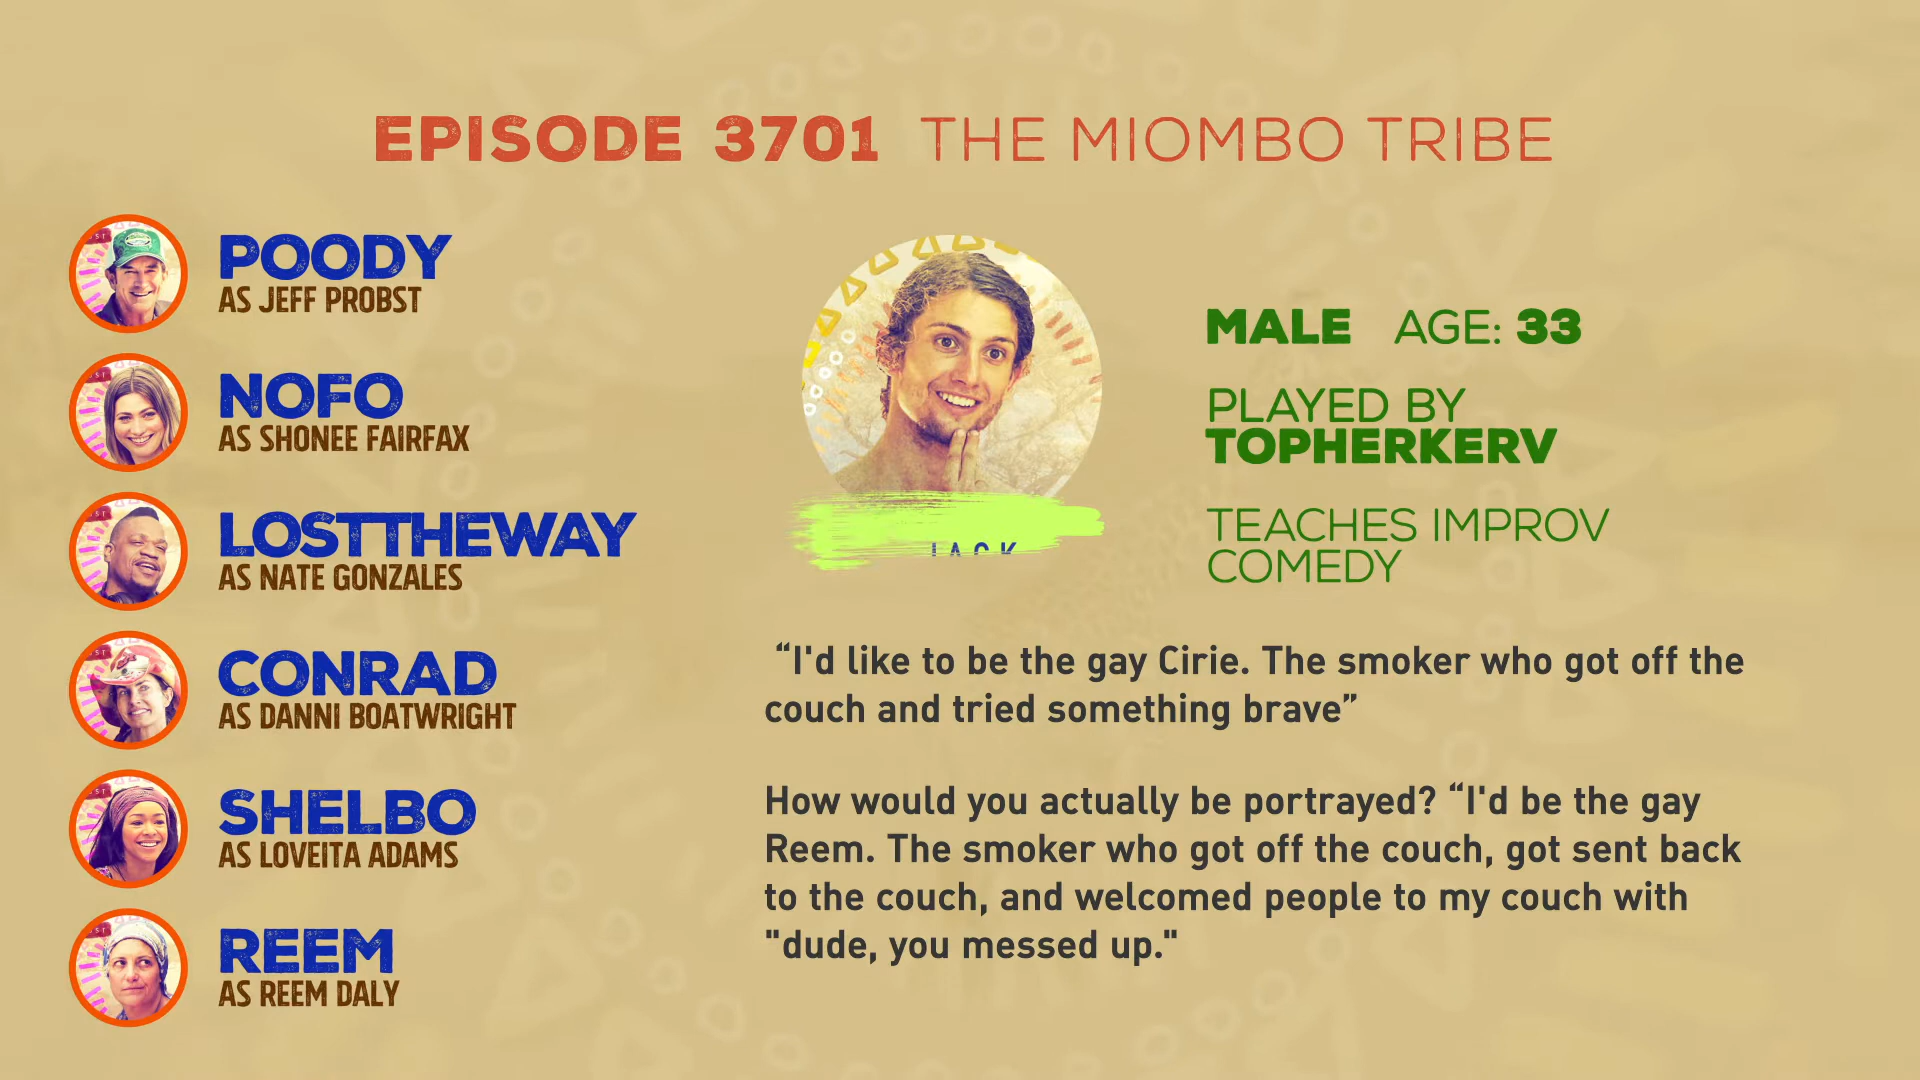 EPISODE 3701 THE MIOMBO TRIBE
POODY
AS JEFF PROBST
NOFO
AS SHONEE FAIRFAX
LOSTTHEWAY
AS NATE GONZALES
CONRAD
AS DANNI BOATWRIGHT
SHELBO
AS LOVEITA ADAMS
REEM
AS REEM DALY
JACK
MALE AGE: 33
PLAYED BY
TOPHERKERV
TEACHES IMPROV
COMEDY
“I'd like to be the gay Cirie. The smoker who got off the
couch and tried something brave”
How would you actually be portrayed? “I'd be the gay
Reem. The smoker who got off the couch, got sent back
to the couch, and welcomed people to my couch with
"dude, you messed up."